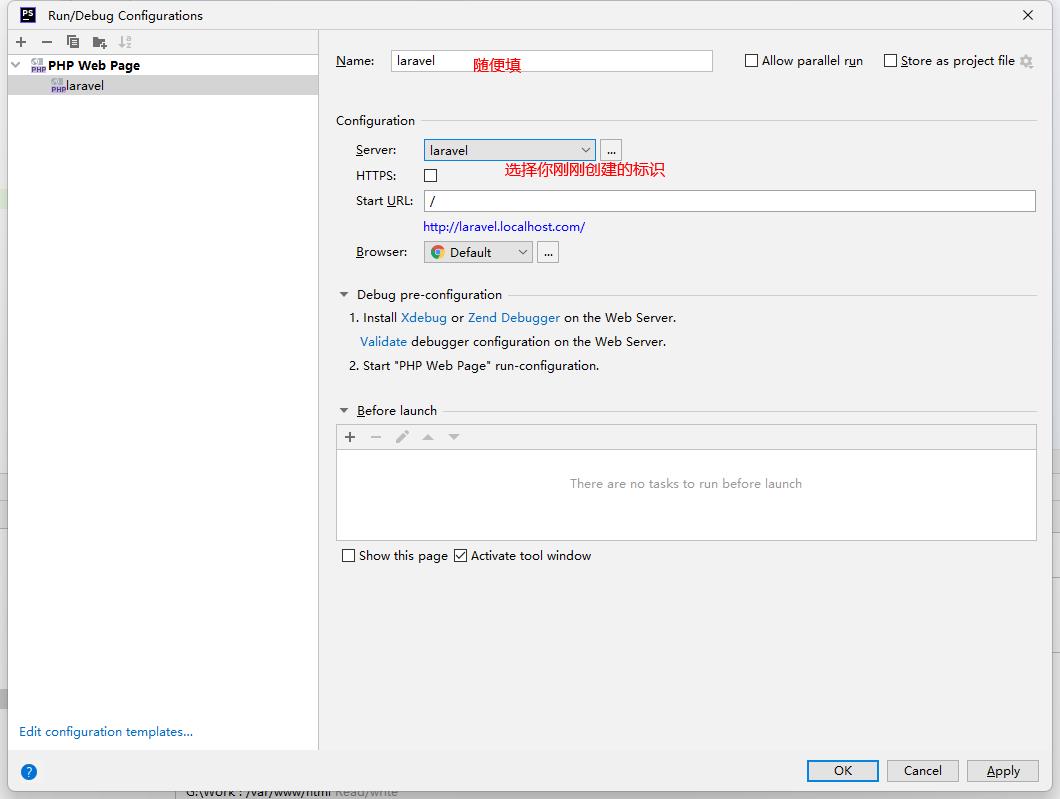 PS Run/Debug Configurations
PHP PHP Web Page
PHP laravel
Name: laravel 随便填 Allow parallel run Store as project file
Configuration
Server: laravel ...
选择你刚刚创建的标识
HTTPS:
Start URL: /
http://laravel.localhost.com/
Browser: Default ...
Debug pre-configuration
1. Install Xdebug or Zend Debugger on the Web Server.
Validate debugger configuration on the Web Server.
2. Start "PHP Web Page" run-configuration.
Before launch
There are no tasks to run before launch
Show this page Activate tool window
Edit configuration templates...
? OK Cancel Apply
G:\Work : /var/www/html Read/write